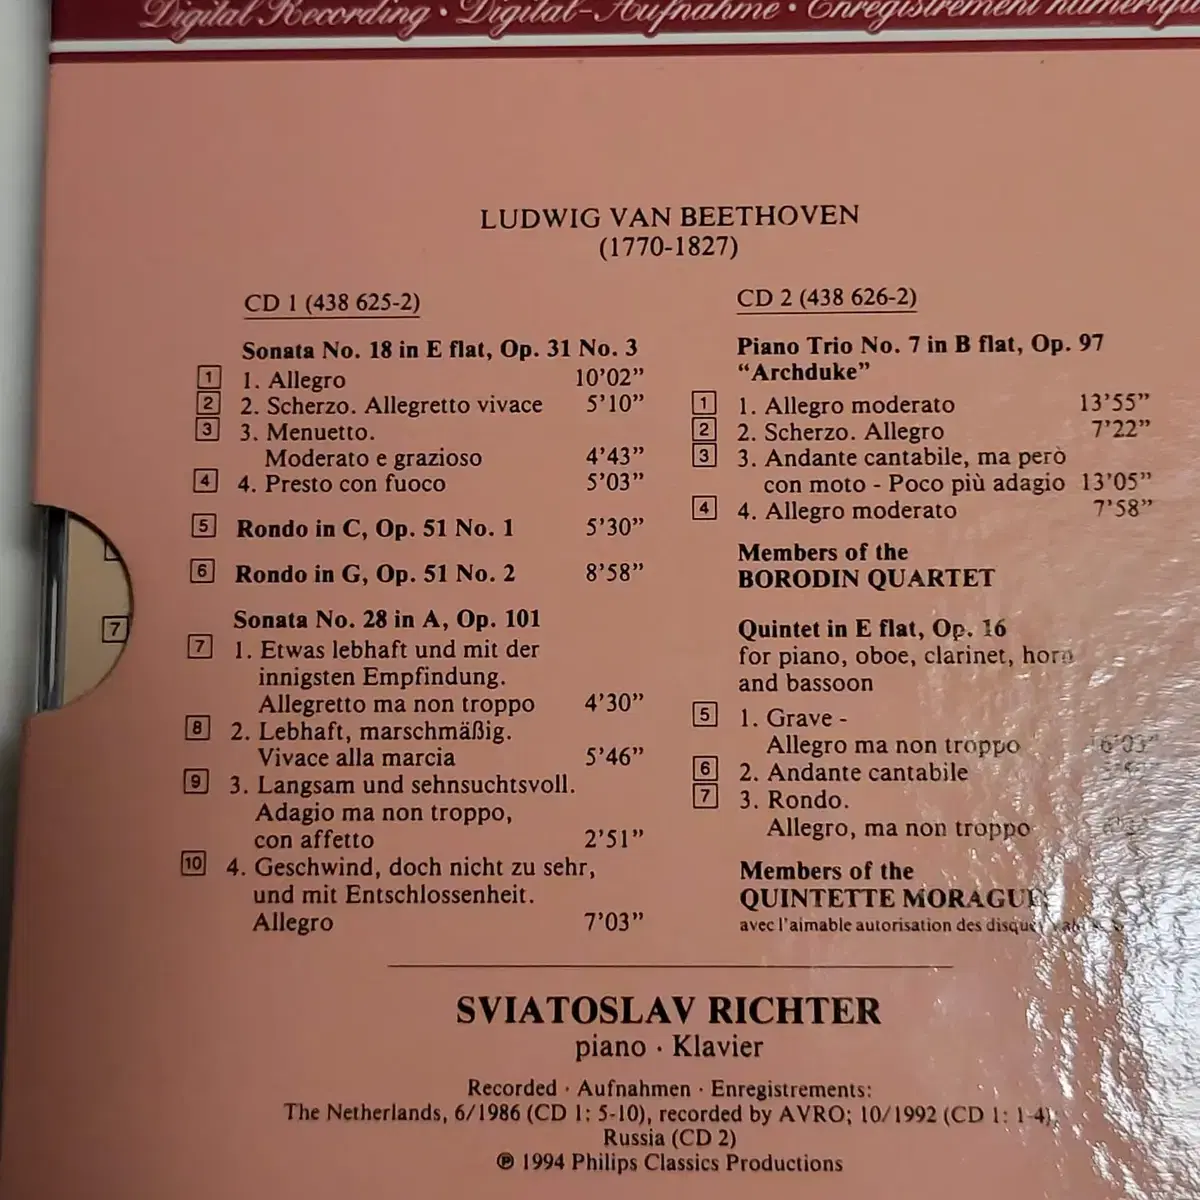 Digital Recording · Digital-Aufnahme · Enregistrement numérique
LUDWIG VAN BEETHOVEN
(1770-1827)
CD 1 (438 625-2)
Sonata No. 18 in E flat, Op. 31 No. 3
1 1. Allegro 10’02”
2 2. Scherzo. Allegretto vivace 5’10”
3 3. Menuetto.
Moderato e grazioso 4’43”
4 4. Presto con fuoco 5’03”
5 Rondo in C, Op. 51 No. 1 5’30”
6 Rondo in G, Op. 51 No. 2 8’58”
Sonata No. 28 in A, Op. 101
7 1. Etwas lebhaft und mit der
innigsten Empfindung.
Allegretto ma non troppo 4’30”
8 2. Lebhaft, marschmäßig.
Vivace alla marcia 5’46”
9 3. Langsam und sehnsuchtsvoll.
Adagio ma non troppo,
con affetto 2’51”
10 4. Geschwind, doch nicht zu sehr,
und mit Entschlossenheit.
Allegro 7’03”
7
CD 2 (438 626-2)
Piano Trio No. 7 in B flat, Op. 97
“Archduke”
1 1. Allegro moderato 13’55”
2 2. Scherzo. Allegro 7’22”
3 3. Andante cantabile, ma però
con moto - Poco più adagio 13’05”
4 4. Allegro moderato 7’58”
Members of the
BORODIN QUARTET
Quintet in E flat, Op. 16
for piano, oboe, clarinet, horn
and bassoon
5 1. Grave -
Allegro ma non troppo
6 2. Andante cantabile
7 3. Rondo.
Allegro, ma non troppo
Members of the
QUINTETTE
avec l’aimable autorisation des
SVIATOSLAV RICHTER
piano · Klavier
Recorded · Aufnahmen · Enregistrements:
The Netherlands, 6/1986 (CD 1: 5-10), recorded by AVRO; 10/1992 (CD 1: 1-4);
Russia (CD 2)
℗ 1994 Philips Classics Productions